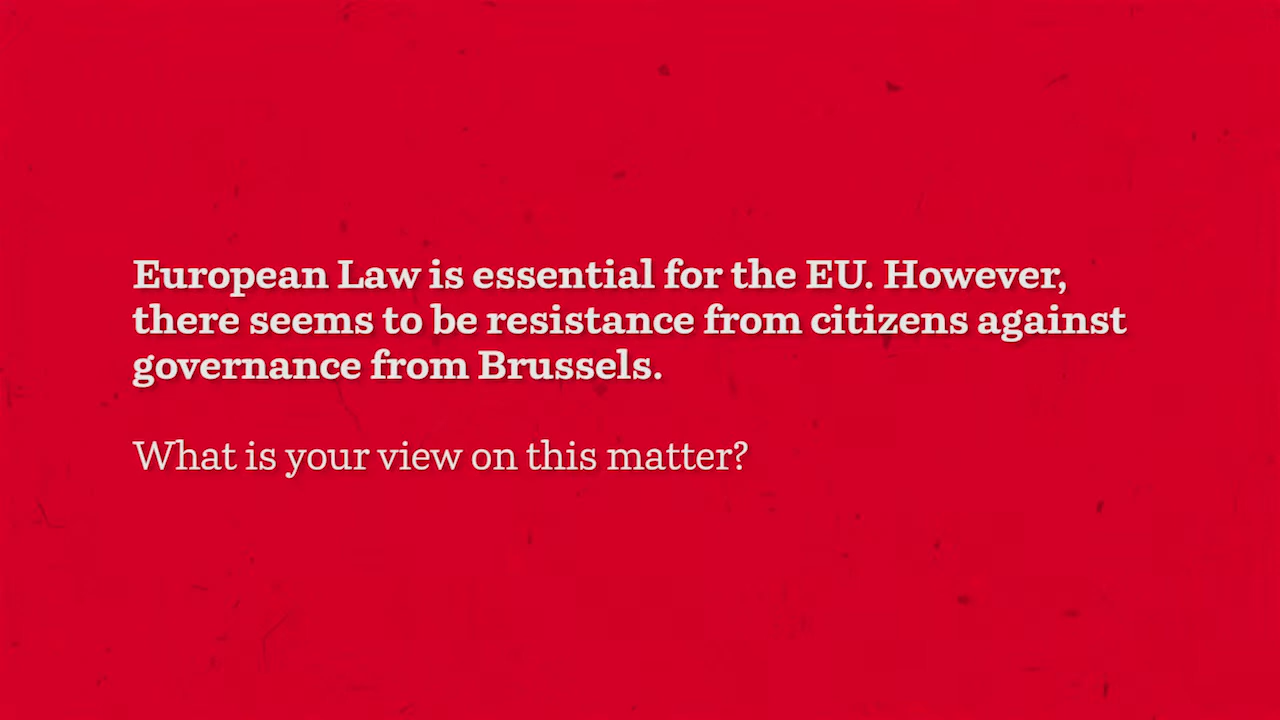 European Law is essential for the EU. However,
there seems to be resistance from citizens against
governance from Brussels.
What is your view on this matter?